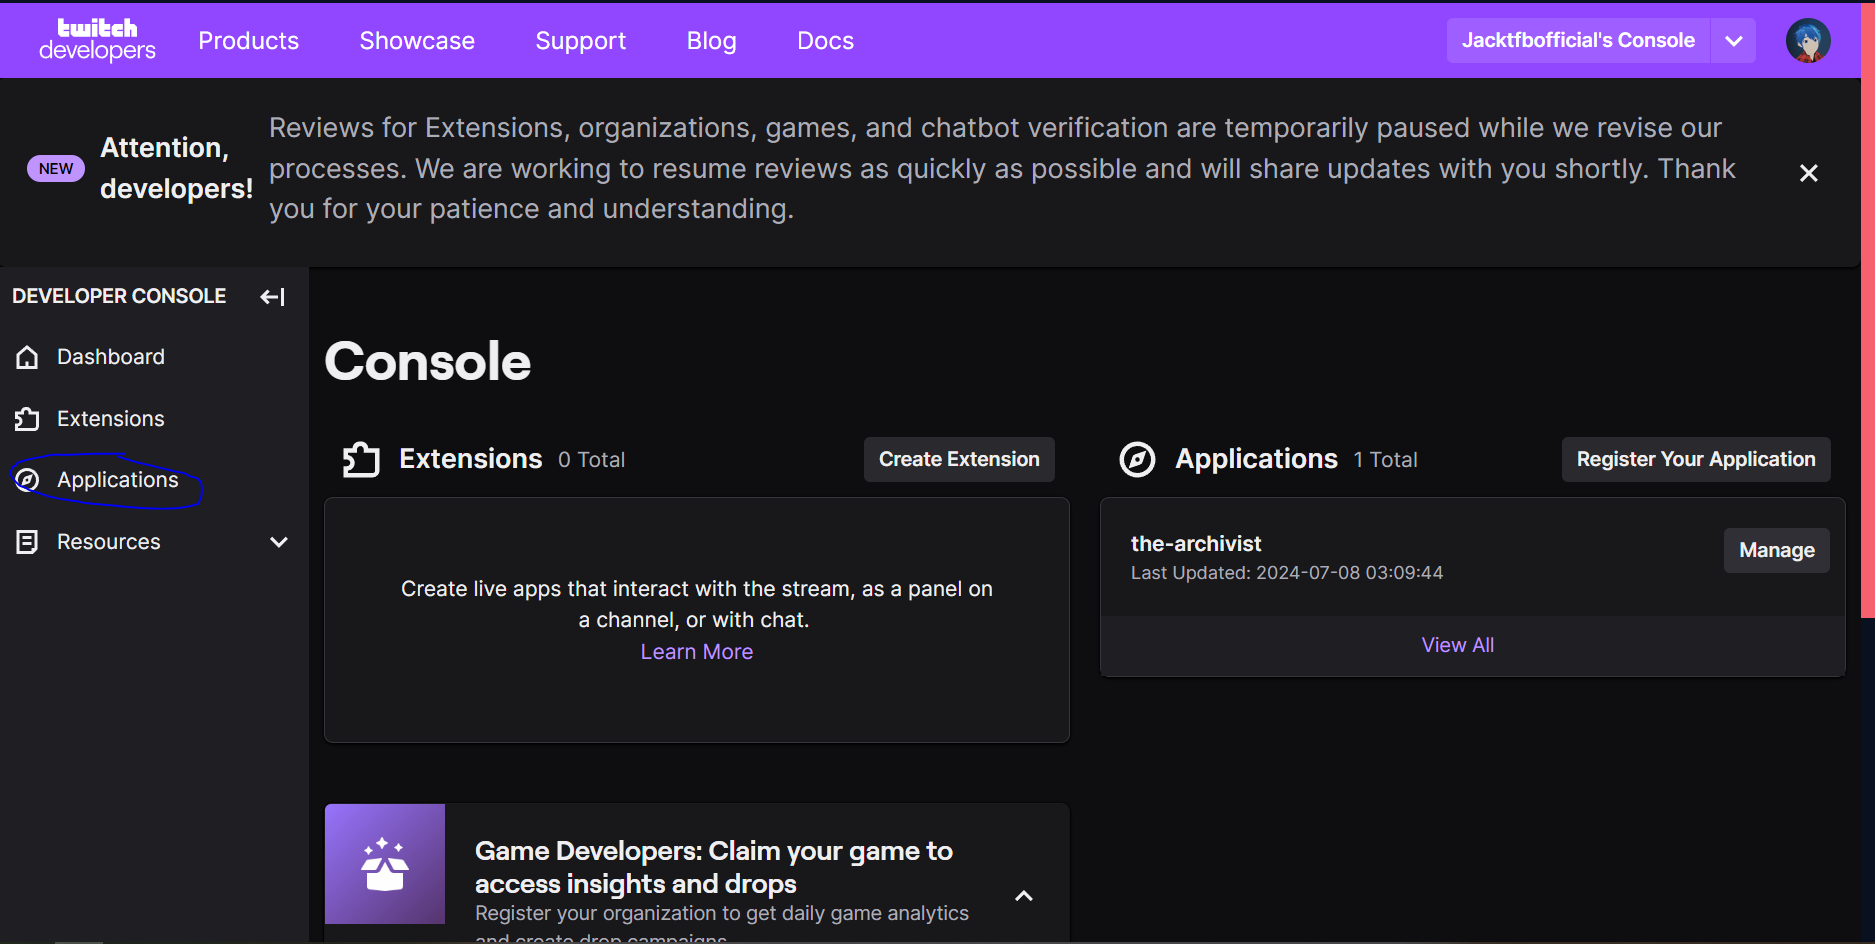 twitch
developers
Products
Showcase
Support
Blog
Docs
Jacktfbofficial's Console
NEW
Attention,
developers!
Reviews for Extensions, organizations, games, and chatbot verification are temporarily paused while we revise our
processes. We are working to resume reviews as quickly as possible and will share updates with you shortly. Thank
you for your patience and understanding.
DEVELOPER CONSOLE
Dashboard
Extensions
Applications
Resources
Console
Extensions 0 Total
Create Extension
Create live apps that interact with the stream, as a panel on
a channel, or with chat.
Learn More
Applications 1 Total
Register Your Application
the-archivist
Last Updated: 2024-07-08 03:09:44
Manage
View All
Game Developers: Claim your game to
access insights and drops
Register your organization to get daily game analytics
and create drop campaigns